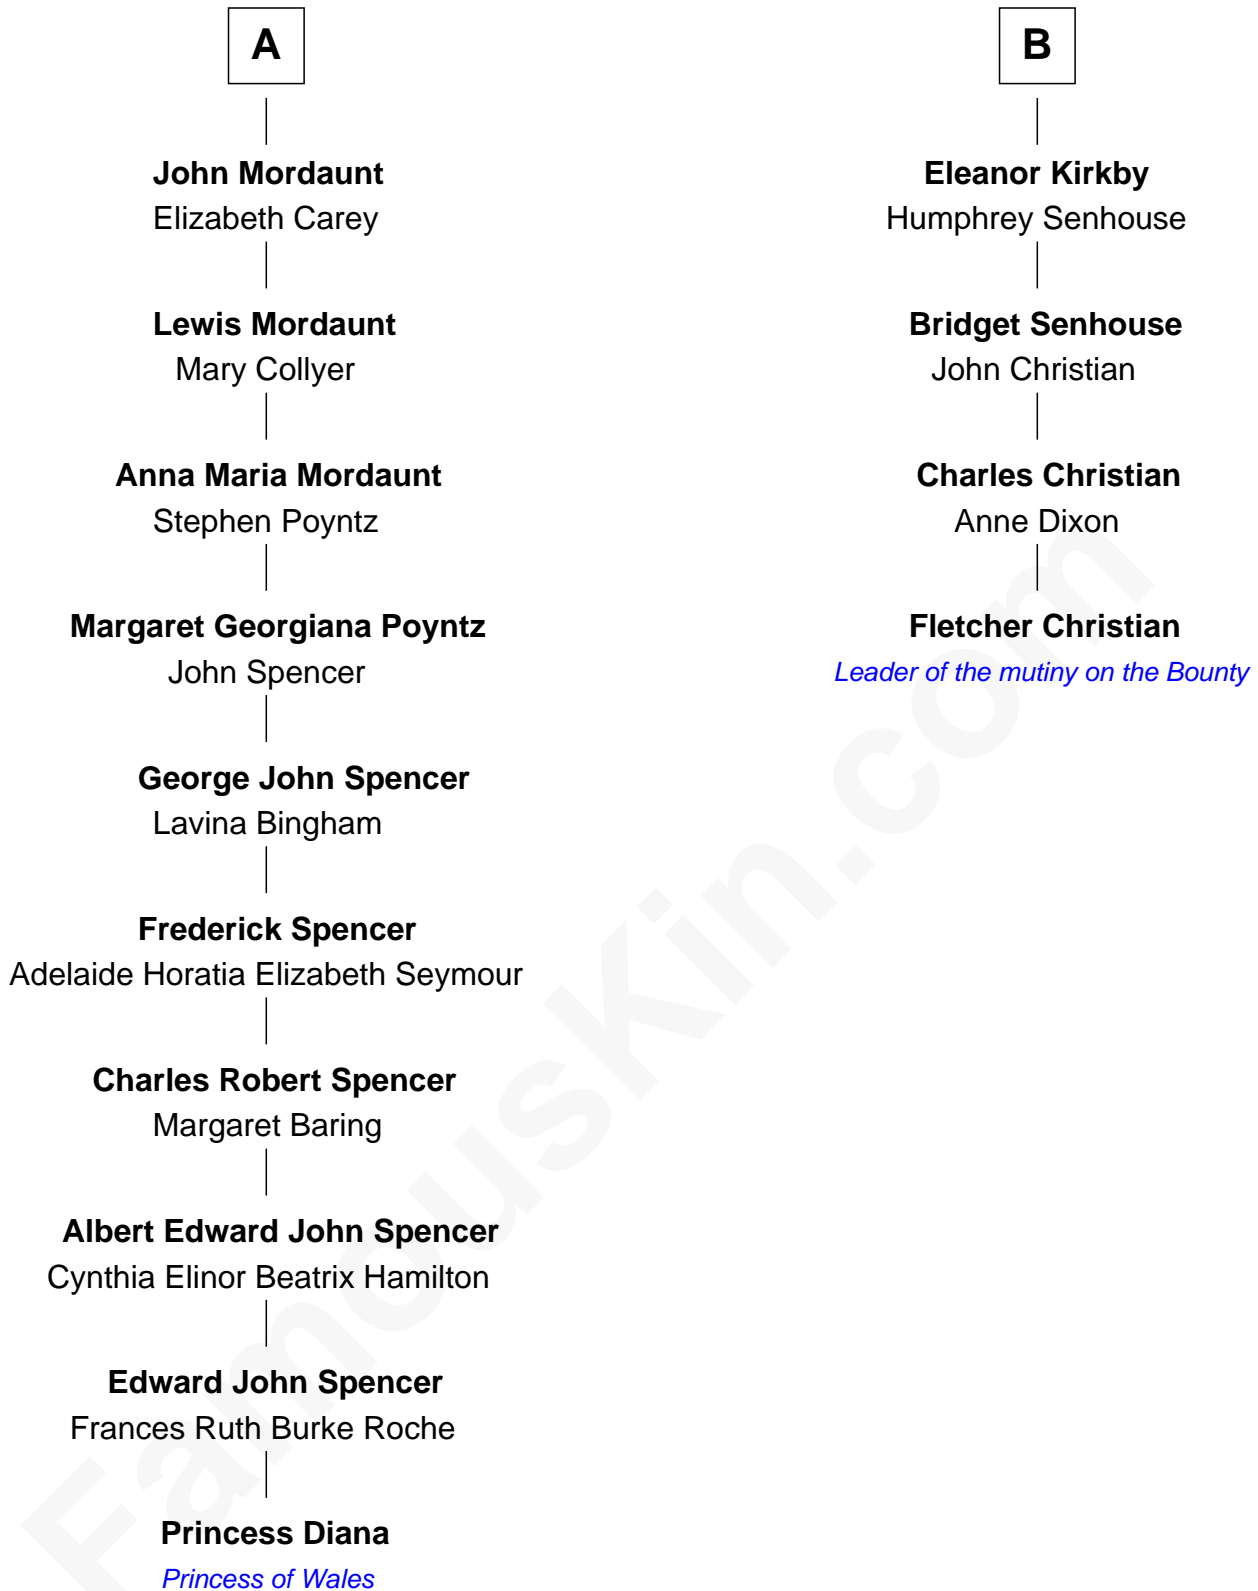 A
John Mordaunt
Elizabeth Carey
Lewis Mordaunt
Mary Collyer
Anna Maria Mordaunt
Stephen Poyntz
Margaret Georgiana Poyntz
John Spencer
George John Spencer
Lavina Bingham
Frederick Spencer
Adelaide Horatia Elizabeth Seymour
Charles Robert Spencer
Margaret Baring
Albert Edward John Spencer
Cynthia Elinor Beatrix Hamilton
Edward John Spencer
Frances Ruth Burke Roche
Princess Diana
Princess of Wales
B
Eleanor Kirkby
Humphrey Senhouse
Bridget Senhouse
John Christian
Charles Christian
Anne Dixon
Fletcher Christian
Leader of the mutiny on the Bounty
FamousKin.com